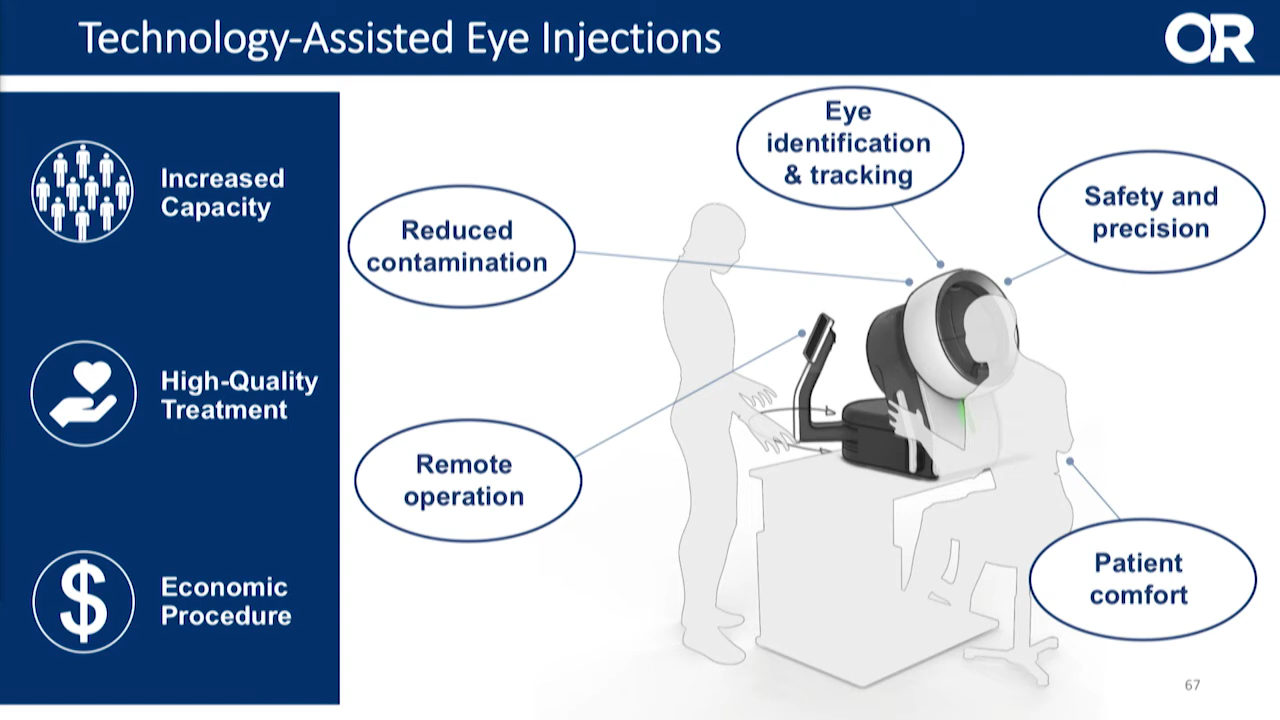 Technology-Assisted Eye Injections
OR
Increased
Capacity
High-Quality
Treatment
$
Economic
Procedure
Eye
identification
& tracking
Safety and
precision
Reduced
contamination
Remote
operation
Patient
comfort
67